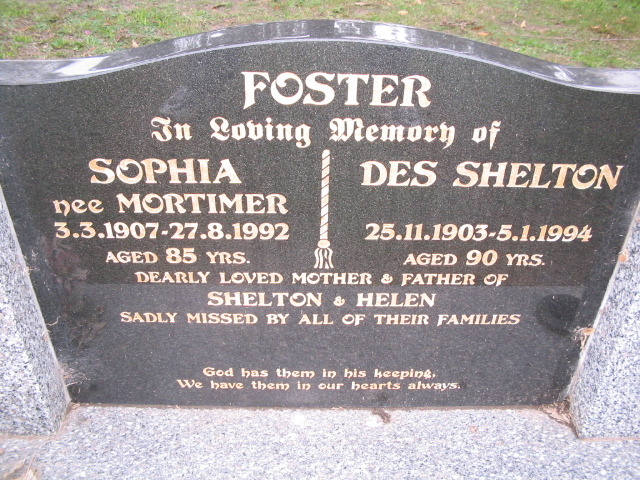 FOSTER
In Loving Memory of
SOPHIA
nee MORTIMER
3.3.1907-27.8.1992
AGED 85 YRS.
DES SHELTON
25.11.1903-5.1.1994
AGED 90 YRS.
DEARLY LOVED MOTHER & FATHER OF
SHELTON & HELEN
SADLY MISSED BY ALL OF THEIR FAMILIES
God has them in his keeping,
We have them in our hearts always.